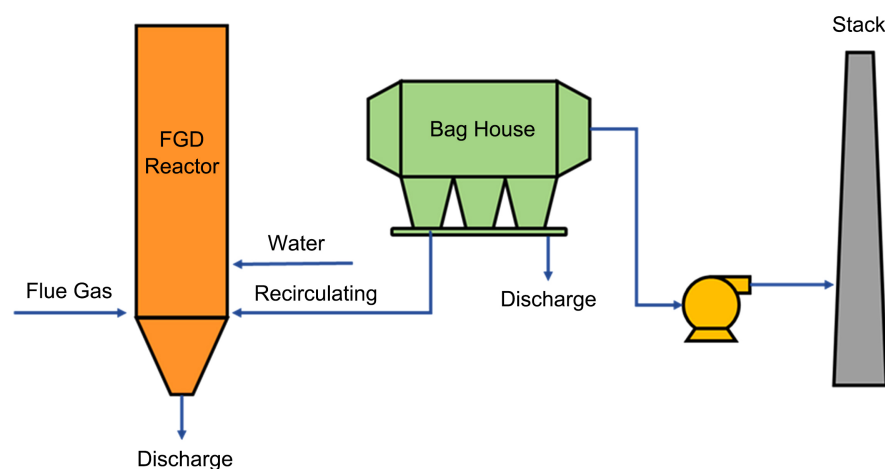 Stack
FGD
Reactor
Bag House
Water
Flue Gas
Recirculating
Discharge
Discharge